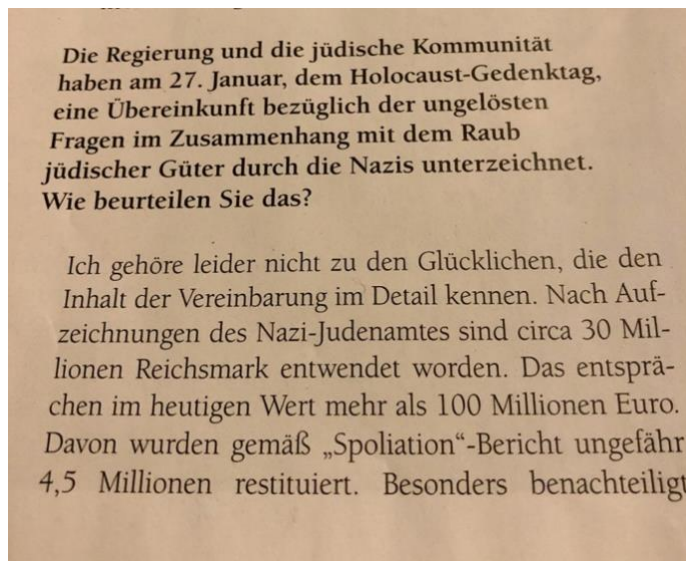 Die Regierung und die jüdische Kommunität
haben am 27. Januar, dem Holocaust-Gedenktag,
eine Übereinkunft bezüglich der ungelösten
Fragen im Zusammenhang mit dem Raub
jüdischer Güter durch die Nazis unterzeichnet.
Wie beurteilen Sie das?
Ich gehöre leider nicht zu den Glücklichen, die den
Inhalt der Vereinbarung im Detail kennen. Nach Auf-
zeichnungen des Nazi-Judenamtes sind circa 30 Mil-
lionen Reichsmark entwendet worden. Das entsprä-
chen im heutigen Wert mehr als 100 Millionen Euro.
Davon wurden gemäß „Spoliation“-Bericht ungefähr
4,5 Millionen restituiert. Besonders benachteiligt